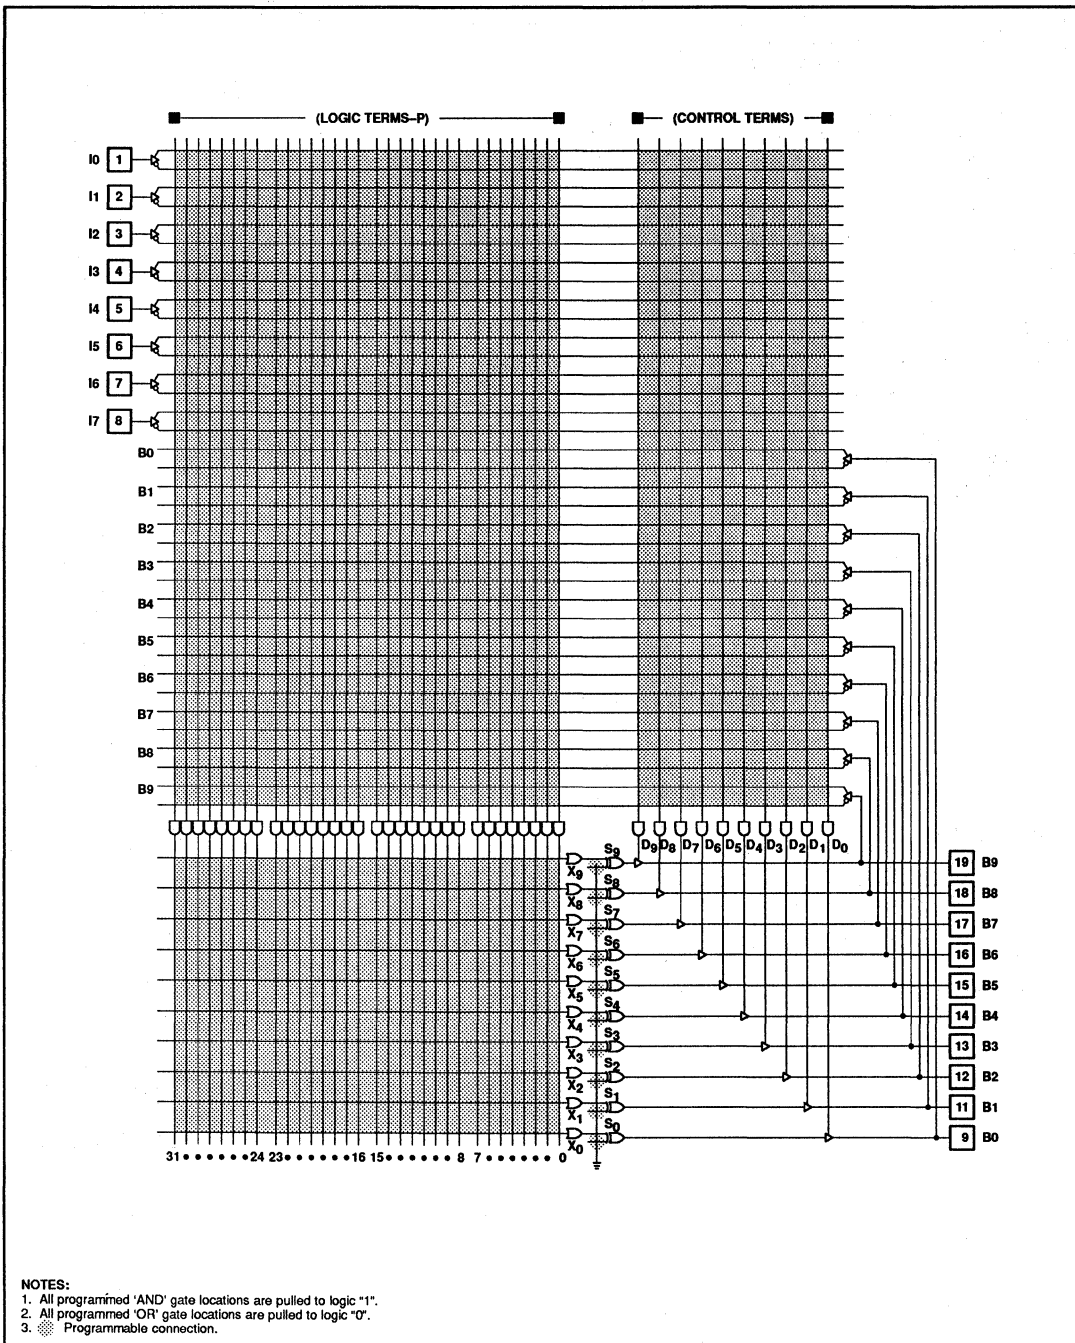 (LOGIC TERMS–P) (CONTROL TERMS)
I0 1
I1 2
I2 3
I3 4
I4 5
I5 6
I6 7
I7 8
B0
B1
B2
B3
B4
B5
B6
B7
B8
B9
D9 D8 D7 D6 D5 D4 D3 D2 D1 D0
S9 X9 19 B9
S8 X8 18 B8
S7 X7 17 B7
S6 X6 16 B6
S5 X5 15 B5
S4 X4 14 B4
S3 X3 13 B3
S2 X2 12 B2
S1 X1 11 B1
S0 X0 9 B0
31 24 23 16 15 8 7 0
NOTES:
1. All programmed 'AND' gate locations are pulled to logic "1".
2. All programmed 'OR' gate locations are pulled to logic "0".
3. Programmable connection.